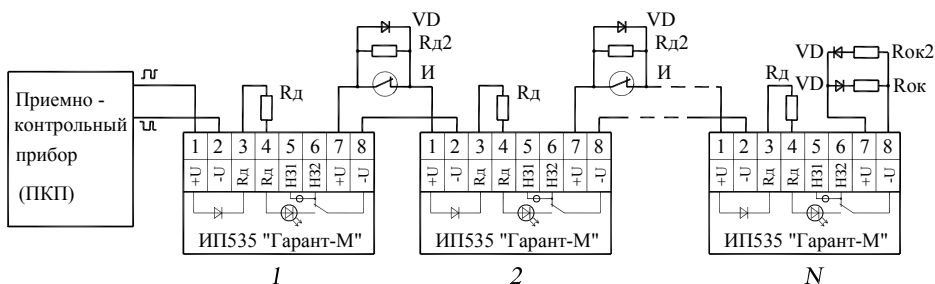 VD VD
Rд2 Rд2
И И
VD Rок2
VD Rок
Rд Rд Rд
Приемно -
контрольный
прибор
(ПКП)
1 2 3 4 5 6 7 8
+U -U Rд Rд НЗ1 НЗ2 +U -U
ИП535 "Гарант-М"
1
1 2 3 4 5 6 7 8
+U -U Rд Rд НЗ1 НЗ2 +U -U
ИП535 "Гарант-М"
2
1 2 3 4 5 6 7 8
+U -U Rд Rд НЗ1 НЗ2 +U -U
ИП535 "Гарант-М"
N